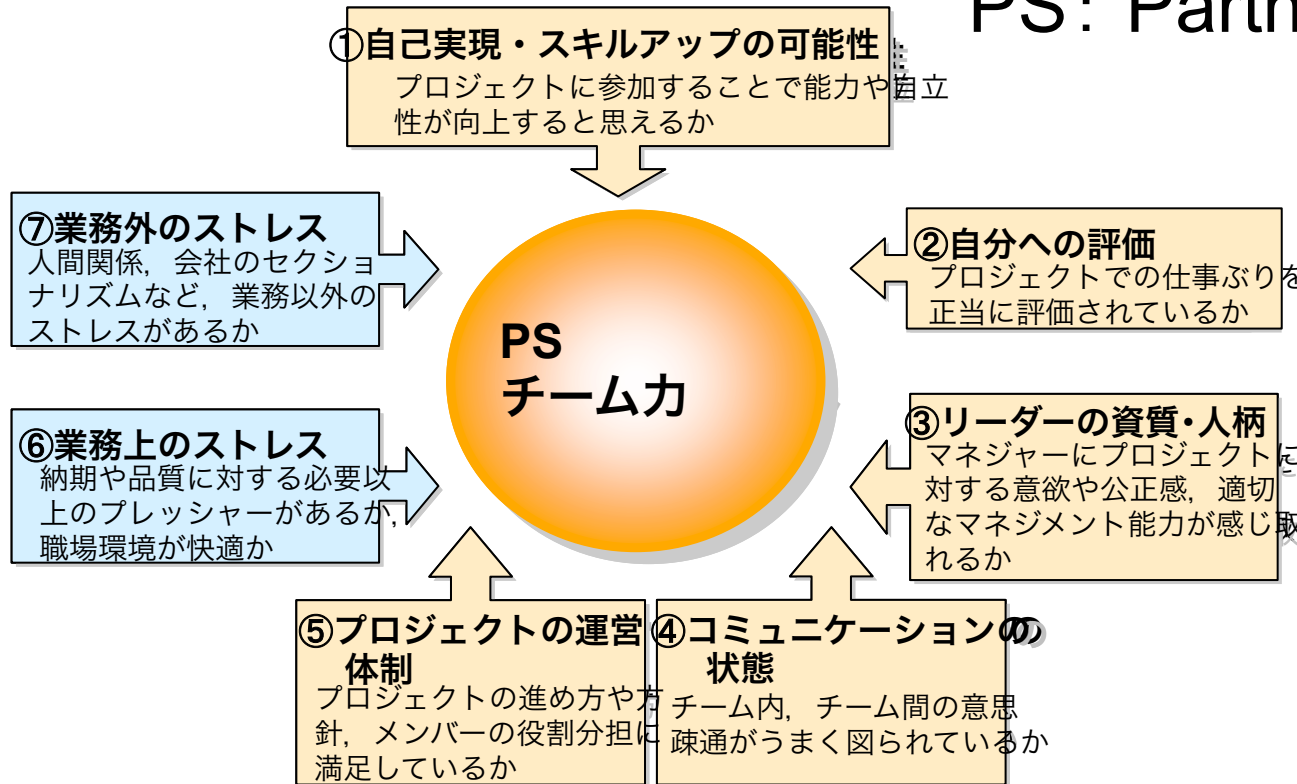 PS: Partn
①自己実現・スキルアップの可能性
プロジェクトに参加することで能力や自立
性が向上すると思えるか
⑦業務外のストレス
人間関係，会社のセクショ
ナリズムなど，業務以外の
ストレスがあるか
②自分への評価
プロジェクトでの仕事ぶりを
正当に評価されているか
PS
チーム力
⑥業務上のストレス
納期や品質に対する必要以
上のプレッシャーがあるか，
職場環境が快適か
③リーダーの資質・人柄
マネジャーにプロジェクトに
対する意欲や公正感，適切
なマネジメント能力が感じ取
れるか
⑤プロジェクトの運営
体制
プロジェクトの進め方や方
針，メンバーの役割分担に
満足しているか
④コミュニケーションの
状態
チーム内，チーム間の意思
疎通がうまく図られているか